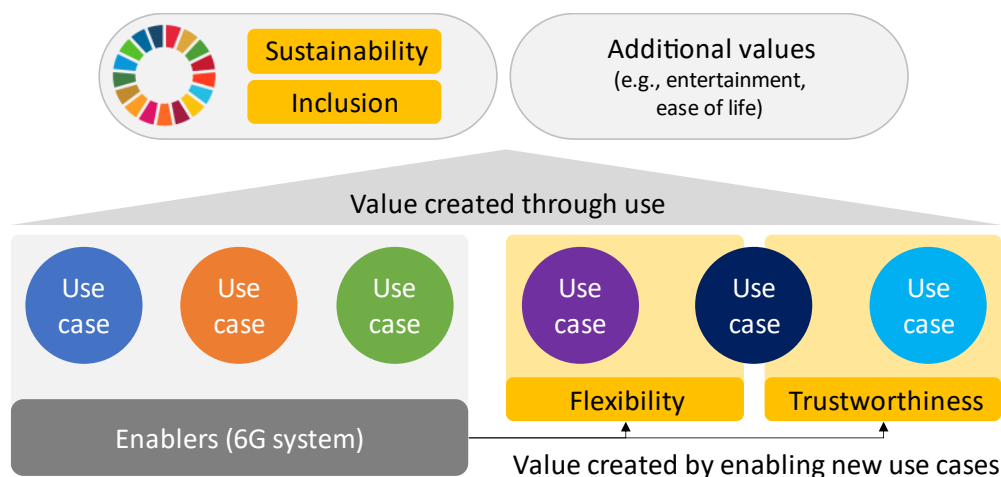 Sustainability
Inclusion
Additional values
(e.g., entertainment,
ease of life)
Value created through use
Use
case
Use
case
Use
case
Use
case
Use
case
Use
case
Flexibility
Trustworthiness
Enablers (6G system)
Value created by enabling new use cases